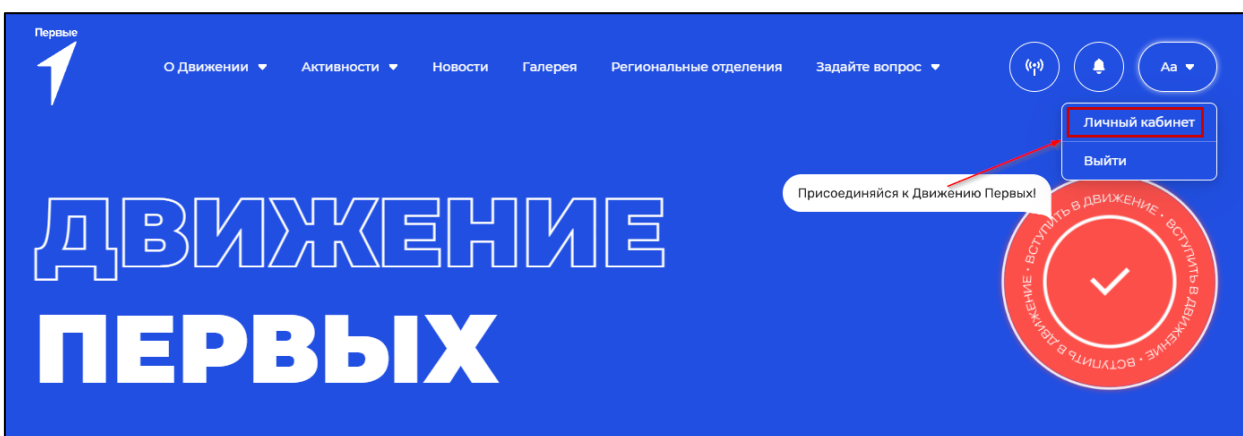 Первые
О Движении
Активности
Новости
Галерея
Региональные отделения
Задайте вопрос
Аа
Личный кабинет
Выйти
Присоединяйся к Движению Первых!
ДВИЖЕНИЕ
ПЕРВЫХ
ВСТУПИТЬ В ДВИЖЕНИЕ • ВСТУПИТЬ В ДВИЖЕНИЕ • ВСТУПИТЬ В ДВИЖЕНИЕ •